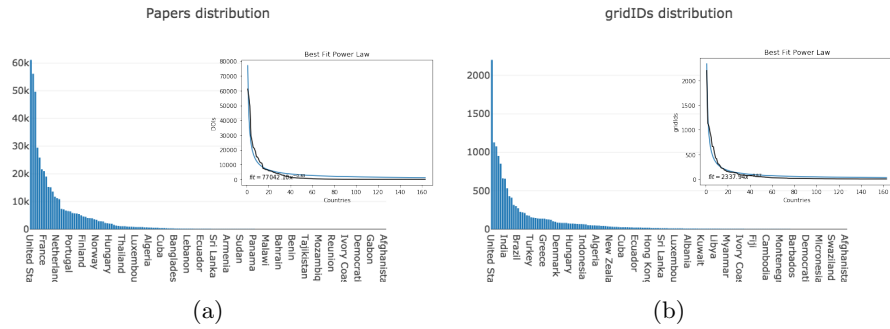 Papers distribution
gridIDs distribution
60k
50k
40k
30k
20k
10k
0
United Sta
France
Netherland
Portugal
Finland
Norway
Hungary
Thailand
Luxembou
Algeria
Cuba
Banglades
Lebanon
Ecuador
Sri Lanka
Armenia
Sudan
Panama
Malawi
Bahrain
Benin
Tajikistan
Mozambiq
Reunion
Ivory Coas
Democrati
Gabon
Afghanista
Best Fit Power Law
80000
70000
60000
50000
40000
30000
20000
10000
0
DOIs
0 20 40 60 80 100 120 140 160
Countries
(a)
2000
1500
1000
500
0
United Sta
India
Brazil
Turkey
Greece
Denmark
Hungary
Indonesia
Algeria
New Zeala
Cuba
Ecuador
Hong Kong
Sri Lanka
Luxembou
Albania
Kuwait
Libya
Myanmar
Ivory Coas
Fiji
Cambodia
Montenegr
Barbados
Democrati
Micronesia
Swaziland
Afghanista
Best Fit Power Law
2000
1500
1000
500
0
gridIDs
0 20 40 60 80 100 120 140 160
Countries
(b)